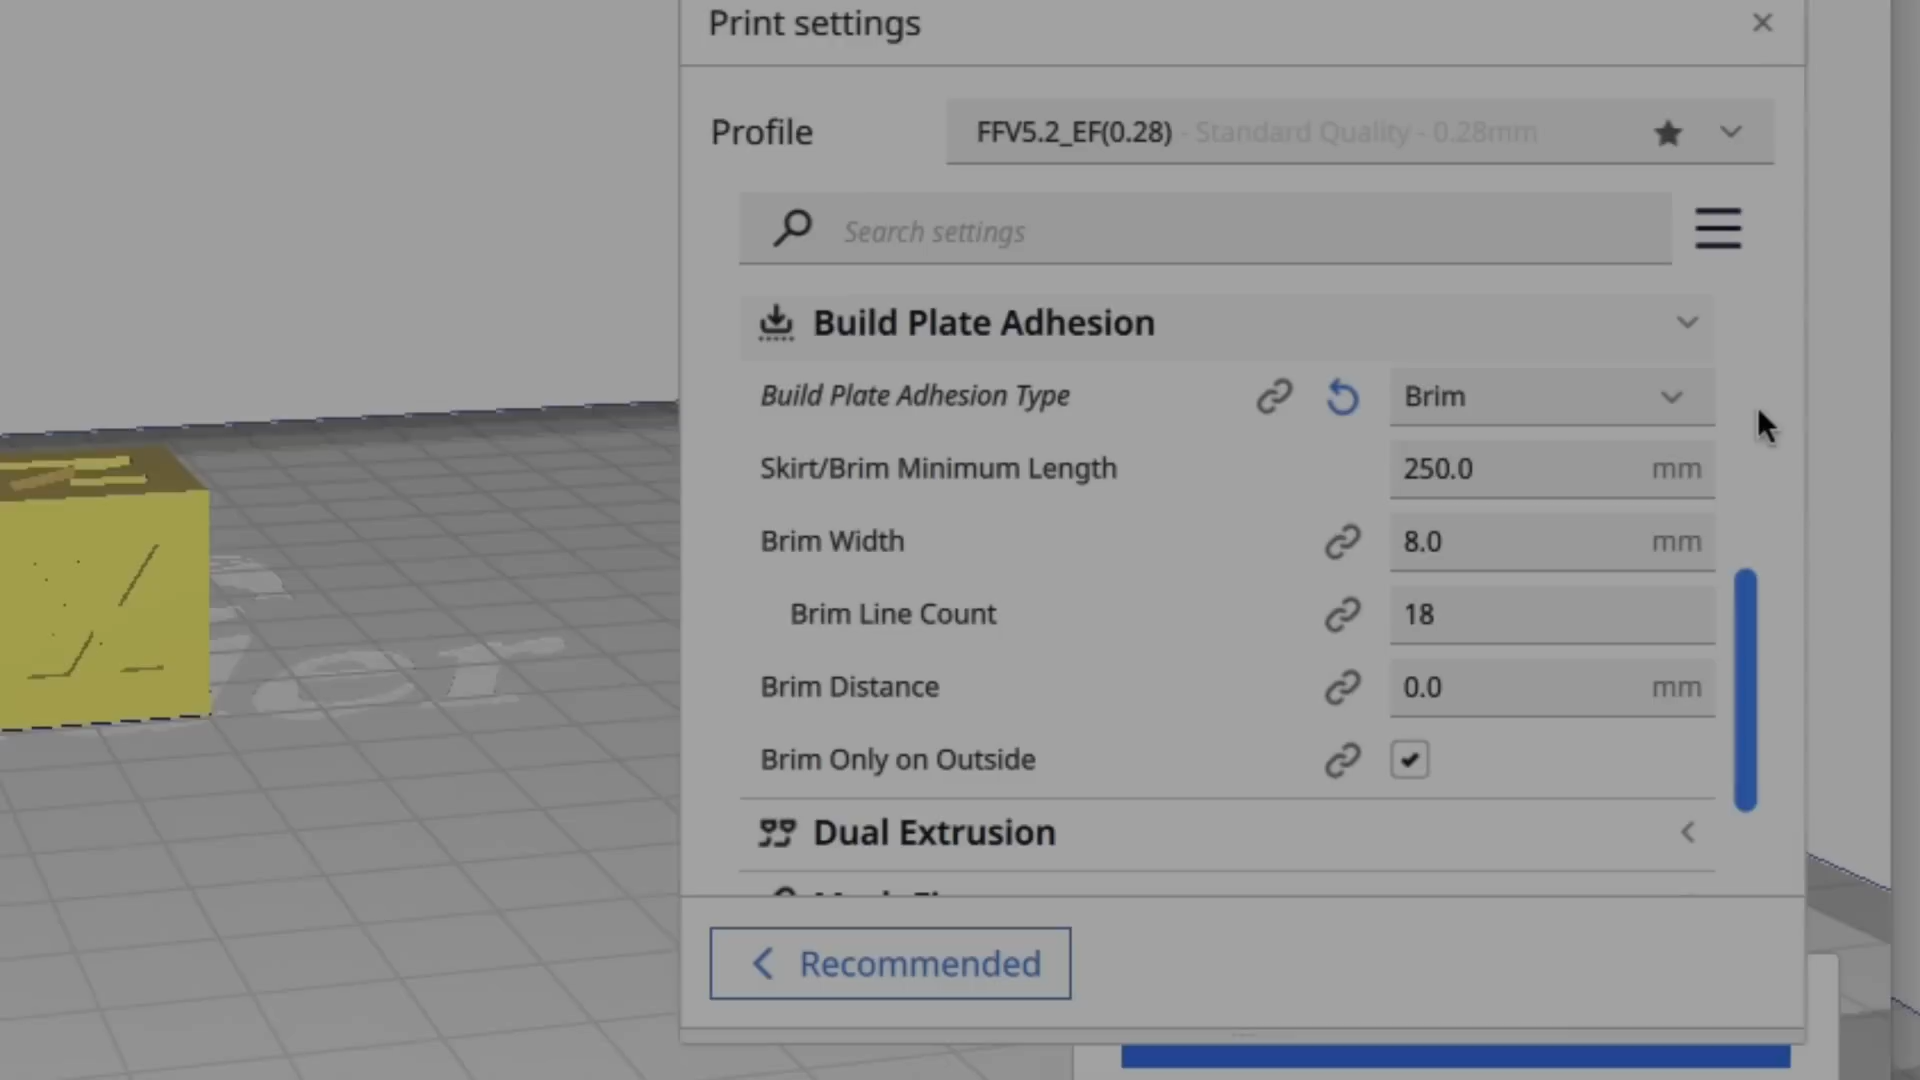 Print settings
Profile
FFV5.2_EF(0.28) - Standard Quality - 0.28mm
Search settings
Build Plate Adhesion
Build Plate Adhesion Type
Brim
Skirt/Brim Minimum Length
250.0 mm
Brim Width
8.0 mm
Brim Line Count
18
Brim Distance
0.0 mm
Brim Only on Outside
Dual Extrusion
Recommended